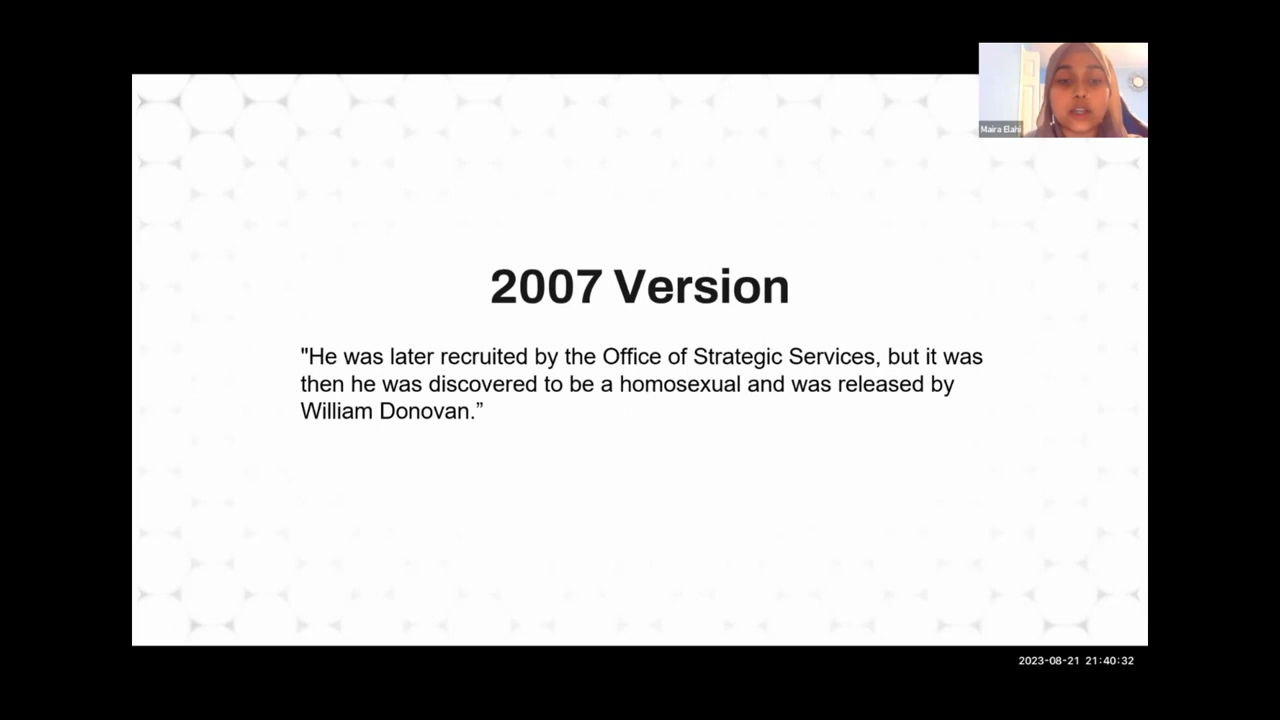 Maira Elahi
2007 Version
"He was later recruited by the Office of Strategic Services, but it was
then he was discovered to be a homosexual and was released by
William Donovan.”
2023-08-21 21:40:32